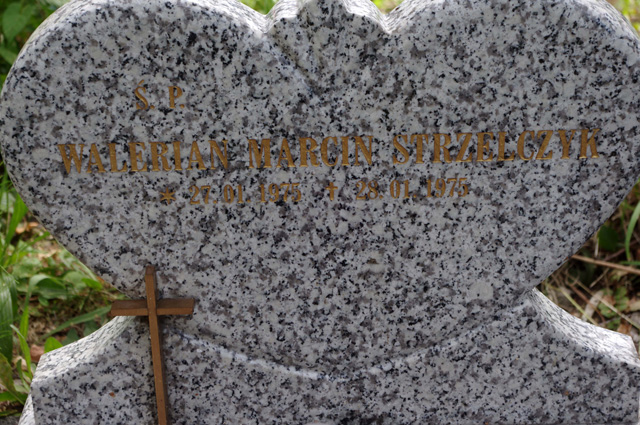 Ś. P.
WALERIAN MARCIN STRZELCZYK
* 27.01.1975 † 28.01.1975